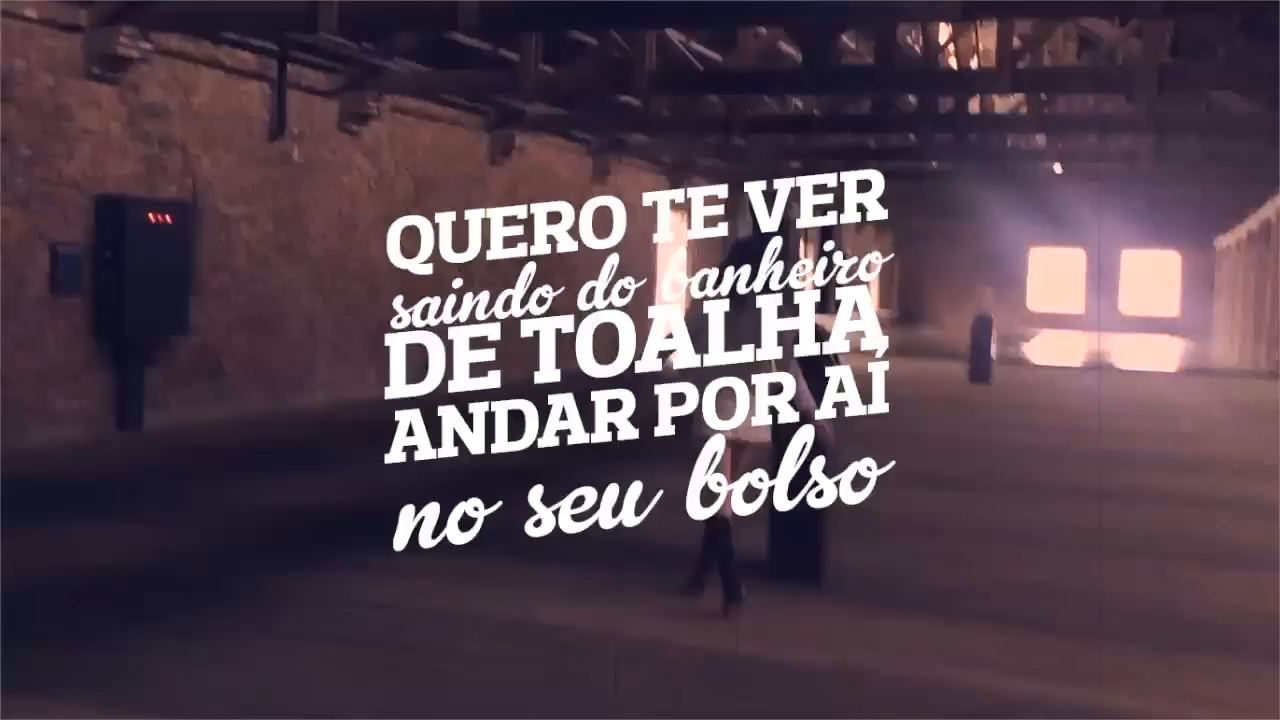 QUERO TE VER
saindo do banheiro
DE TOALHA
ANDAR POR AÍ
no seu bolso